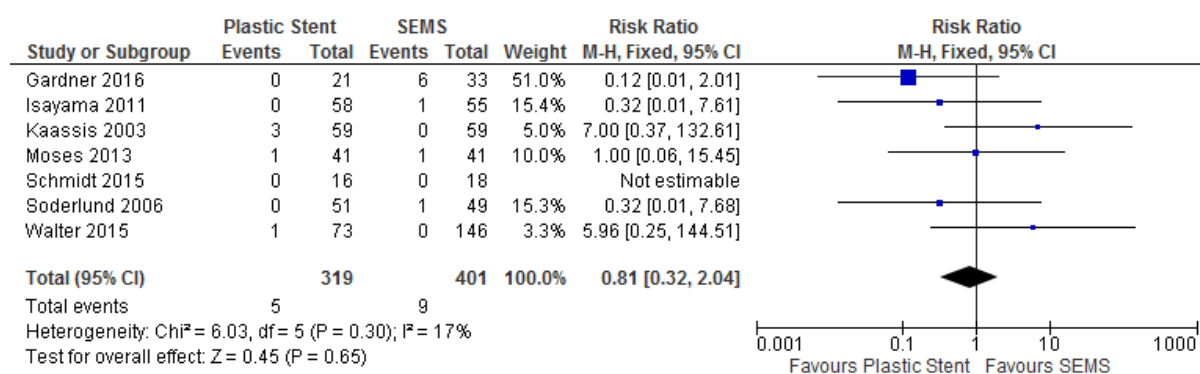 Plastic Stent SEMS Risk Ratio Risk Ratio
Study or Subgroup Events Total Events Total Weight M-H, Fixed, 95% CI M-H, Fixed, 95% CI
Gardner 2016 0 21 6 33 51.0% 0.12 [0.01, 2.01]
Isayama 2011 0 58 1 55 15.4% 0.32 [0.01, 7.61]
Kaassis 2003 3 59 0 59 5.0% 7.00 [0.37, 132.61]
Moses 2013 1 41 1 41 10.0% 1.00 [0.06, 15.45]
Schmidt 2015 0 16 0 18 Not estimable
Soderlund 2006 0 51 1 49 15.3% 0.32 [0.01, 7.68]
Walter 2015 1 73 0 146 3.3% 5.96 [0.25, 144.51]
Total (95% CI) 319 401 100.0% 0.81 [0.32, 2.04]
Total events 5 9
Heterogeneity: Chi² = 6.03, df = 5 (P = 0.30); I² = 17%
Test for overall effect: Z = 0.45 (P = 0.65)
0.001 0.1 1 10 1000
Favours Plastic Stent Favours SEMS